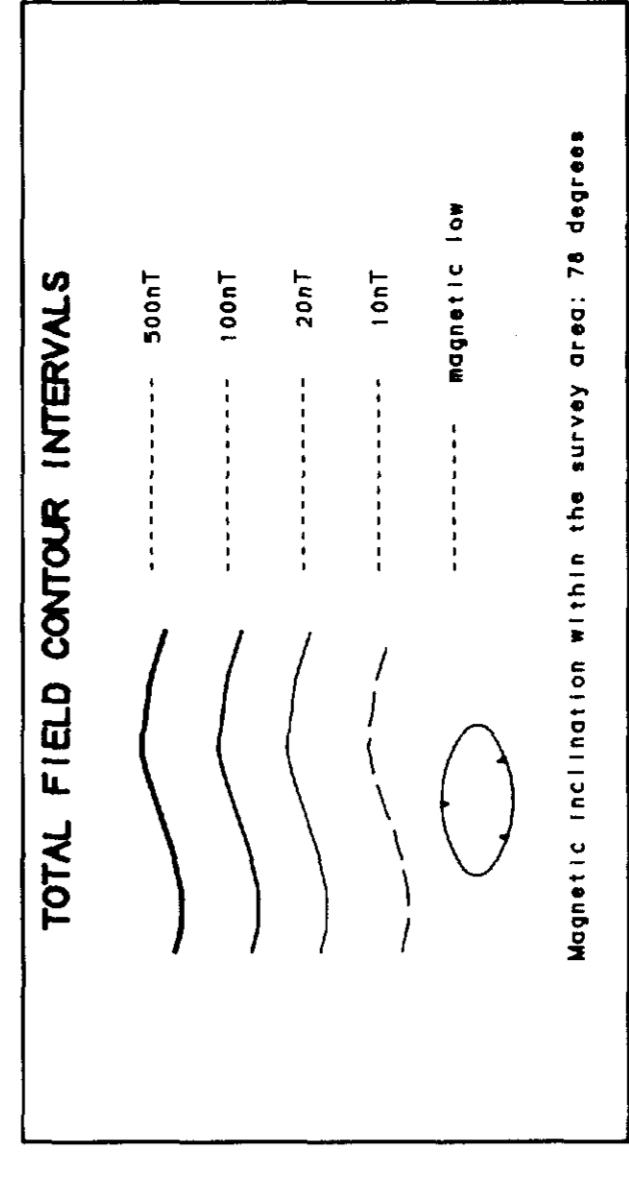 TOTAL FIELD CONTOUR INTERVALS
500nT
100nT
20nT
10nT
magnetic low
Magnetic inclination within the survey area: 78 degrees